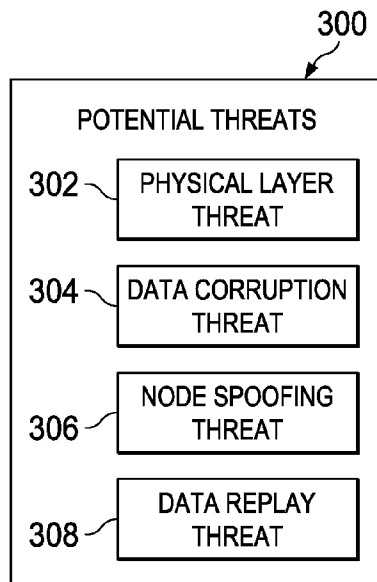 300
POTENTIAL THREATS
302
PHYSICAL LAYER
THREAT
304
DATA CORRUPTION
THREAT
306
NODE SPOOFING
THREAT
308
DATA REPLAY
THREAT